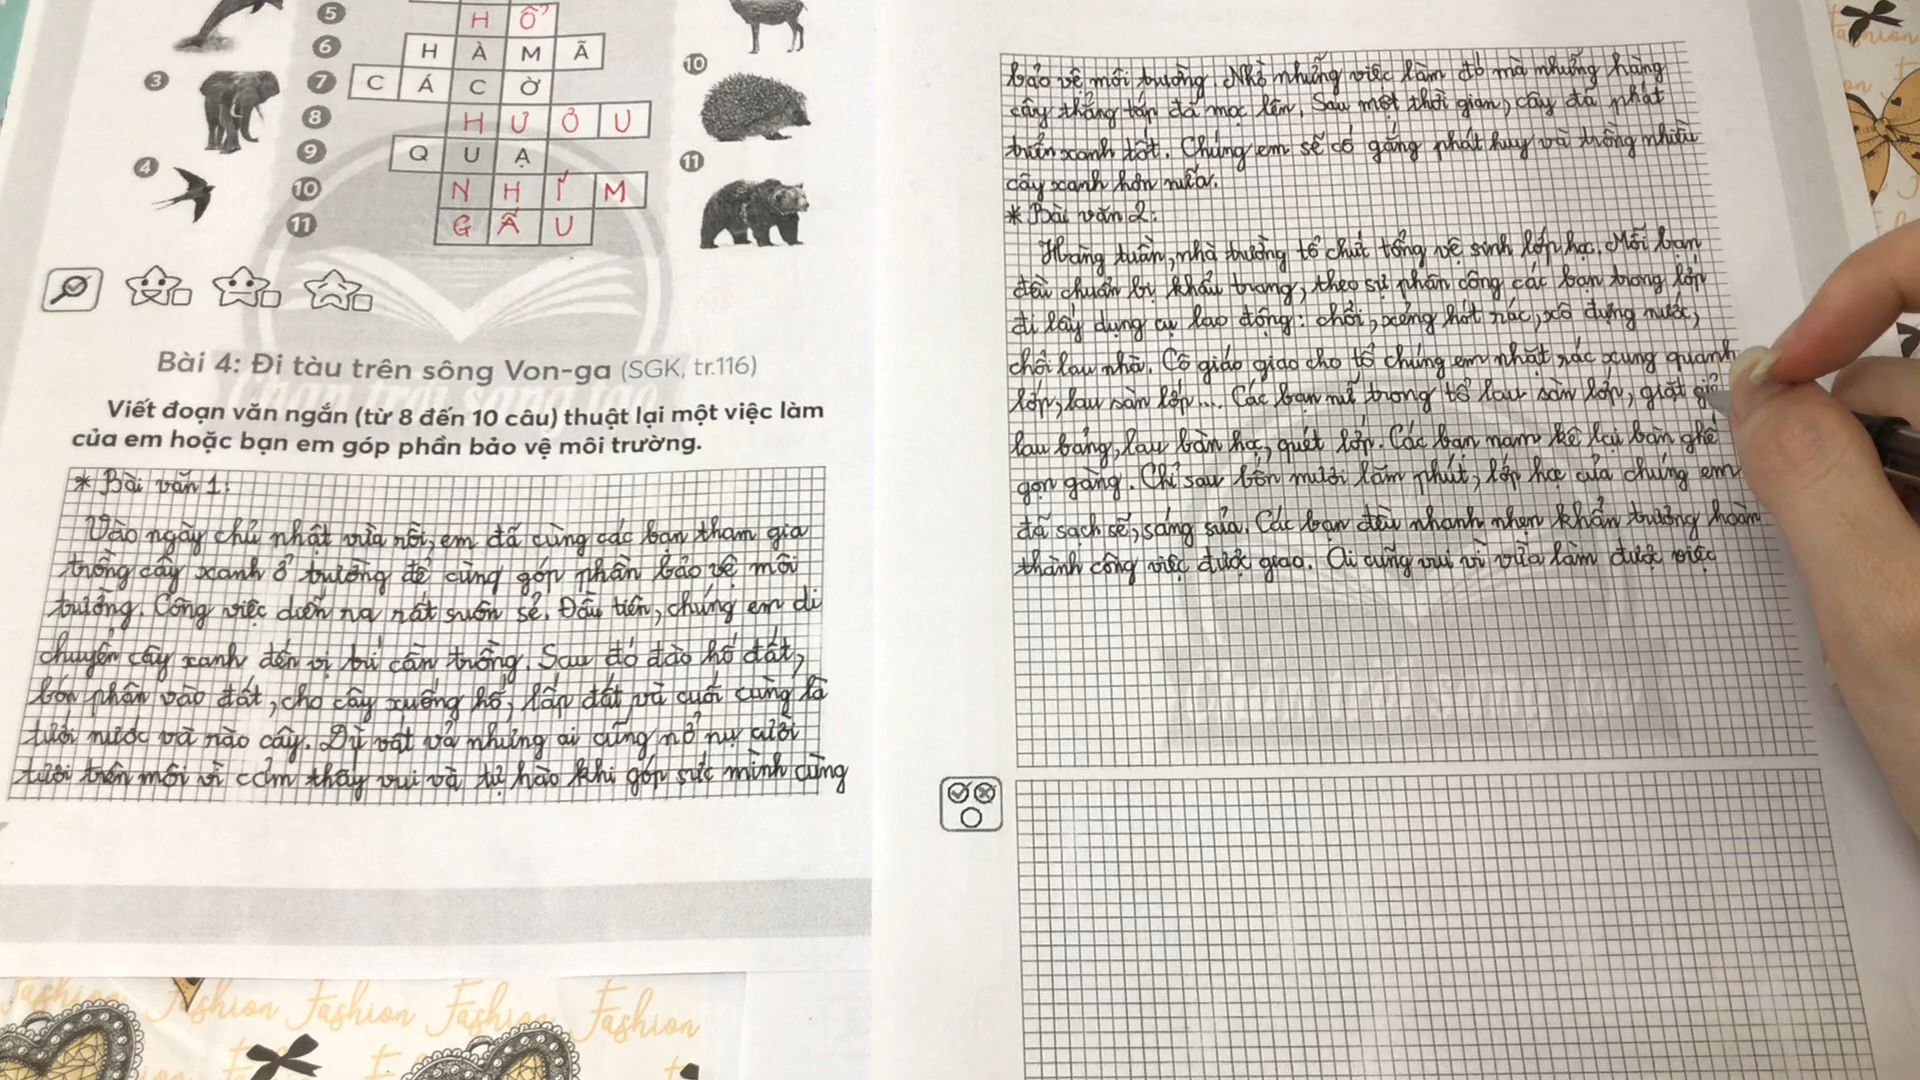 5 H Ổ
6 H À M Ã
3 7 C Á C Ờ 10
8 H Ư Ơ U
9 Q U Ạ 11
4 10 N H Í M
11 G Ấ U
Bài 4: Đi tàu trên sông Von-ga (SGK, tr.116)
Viết đoạn văn ngắn (từ 8 đến 10 câu) thuật lại một việc làm
của em hoặc bạn em góp phần bảo vệ môi trường.
* Bài văn 1:
Vào ngày chủ nhật vừa rồi, em đã cùng các bạn tham gia
trồng cây xanh ở trường để cùng góp phần bảo vệ môi
trường. Công việc diễn ra rất suôn sẻ. Đầu tiên, chúng em di
chuyển cây xanh đến vị trí cần trồng. Sau đó đào hố đất,
bón phân vào đất, cho cây xuống hố, lấp đất và cuối cùng là
tưới nước và rào cây. Dù vất vả nhưng ai cũng nở nụ cười
tươi trên môi vì cảm thấy vui và tự hào khi góp sức mình cùng
bảo vệ môi trường. Nhờ những việc làm đó mà những hàng
cây thẳng tắp đã mọc lên. Sau một thời gian, cây đã phát
triển xanh tốt. Chúng em sẽ cố gắng phát huy và trồng nhiều
cây xanh hơn nữa.
* Bài văn 2:
Hàng tuần, nhà trường tổ chức tổng vệ sinh lớp học. Mỗi bạn
đều chuẩn bị khẩu trang, theo sự phân công các bạn trong lớp
đi lấy dụng cụ lao động: chổi, xẻng hót rác, xô đựng nước,
chổi lau nhà. Cô giáo giao cho tổ chúng em nhặt rác xung quanh
lớp, lau sàn lớp.... Các bạn nữ trong tổ lau sàn lớp, giặt giẻ
lau bảng, lau bàn học, quét lớp. Các bạn nam kê lại bàn ghế
gọn gàng. Chỉ sau bốn mươi lăm phút, lớp học của chúng em
đã sạch sẽ, sáng sủa. Các bạn đều nhanh nhẹn khẩn trương hoàn
thành công việc được giao. Ai cũng vui vì vừa làm được việc
Fashion Fashion Fashion Fashion